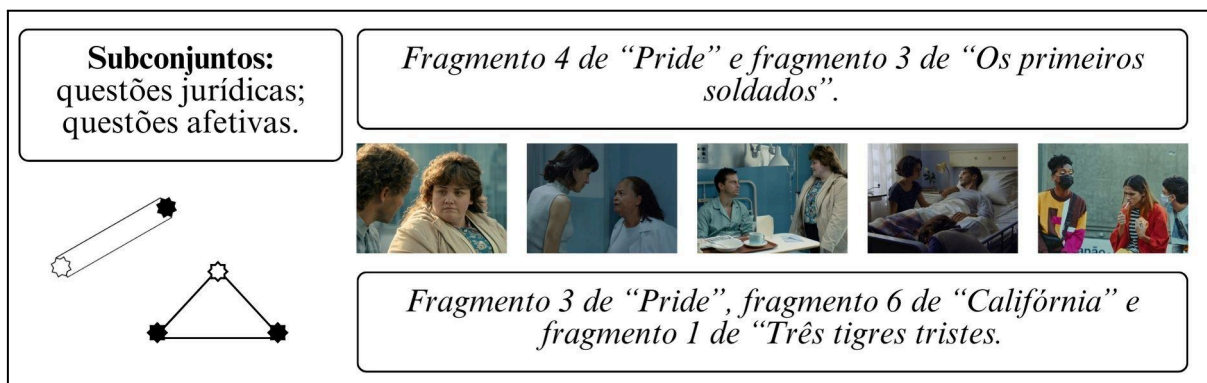 Subconjuntos:
questões jurídicas;
questões afetivas.
Fragmento 4 de “Pride” e fragmento 3 de “Os primeiros
soldados”.
apão
Fragmento 3 de “Pride”, fragmento 6 de “Califórnia” e
fragmento 1 de “Três tigres tristes.